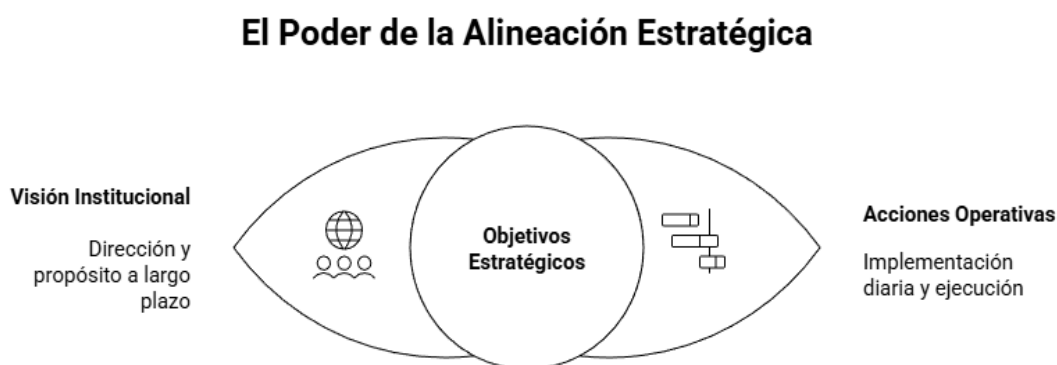 El Poder de la Alineación Estratégica
Visión Institucional
Dirección y
propósito a largo
plazo
Objetivos
Estratégicos
Acciones Operativas
Implementación
diaria y ejecución